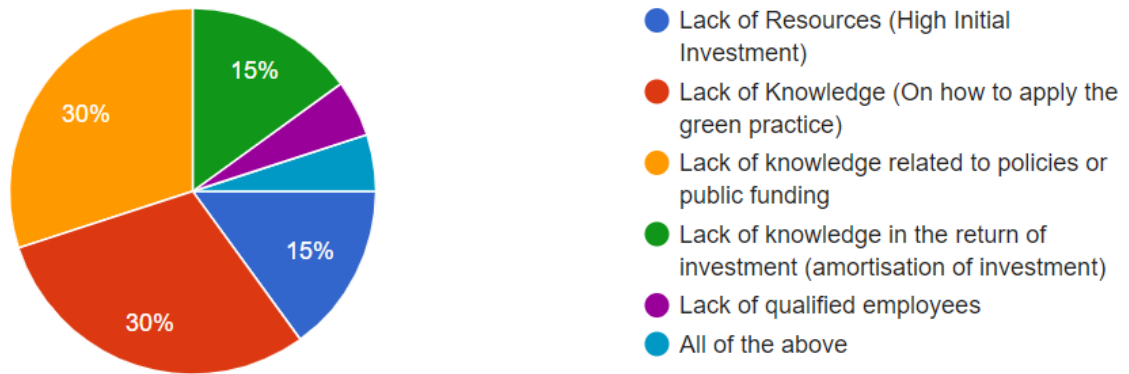 15%
30%
15%
30%
Lack of Resources (High Initial
Investment)
Lack of Knowledge (On how to apply the
green practice)
Lack of knowledge related to policies or
public funding
Lack of knowledge in the return of
investment (amortisation of investment)
Lack of qualified employees
All of the above